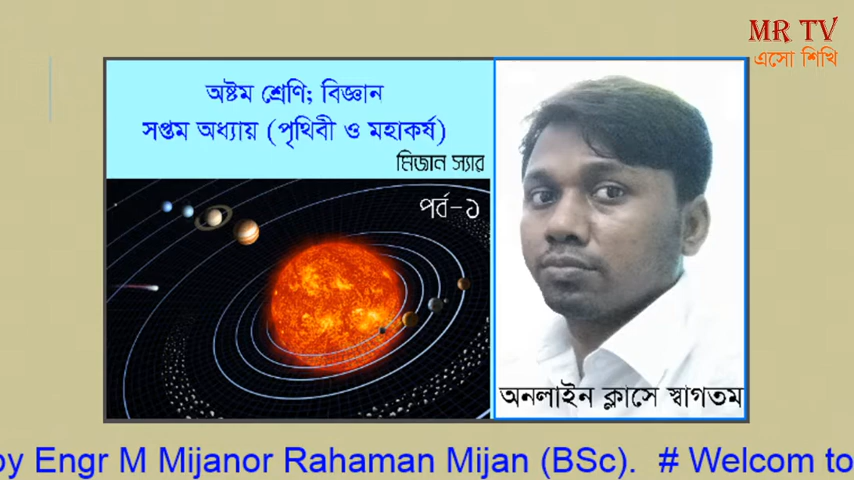 MR TV
এসো শিখি
অষ্টম শ্রেণি; বিজ্ঞান
সপ্তম অধ্যায় (পৃথিবী ও মহাকর্ষ)
মিজান স্যার
পর্ব-১
অনলাইন ক্লাসে স্বাগতম
by Engr M Mijanor Rahaman Mijan (BSc). # Welcom to